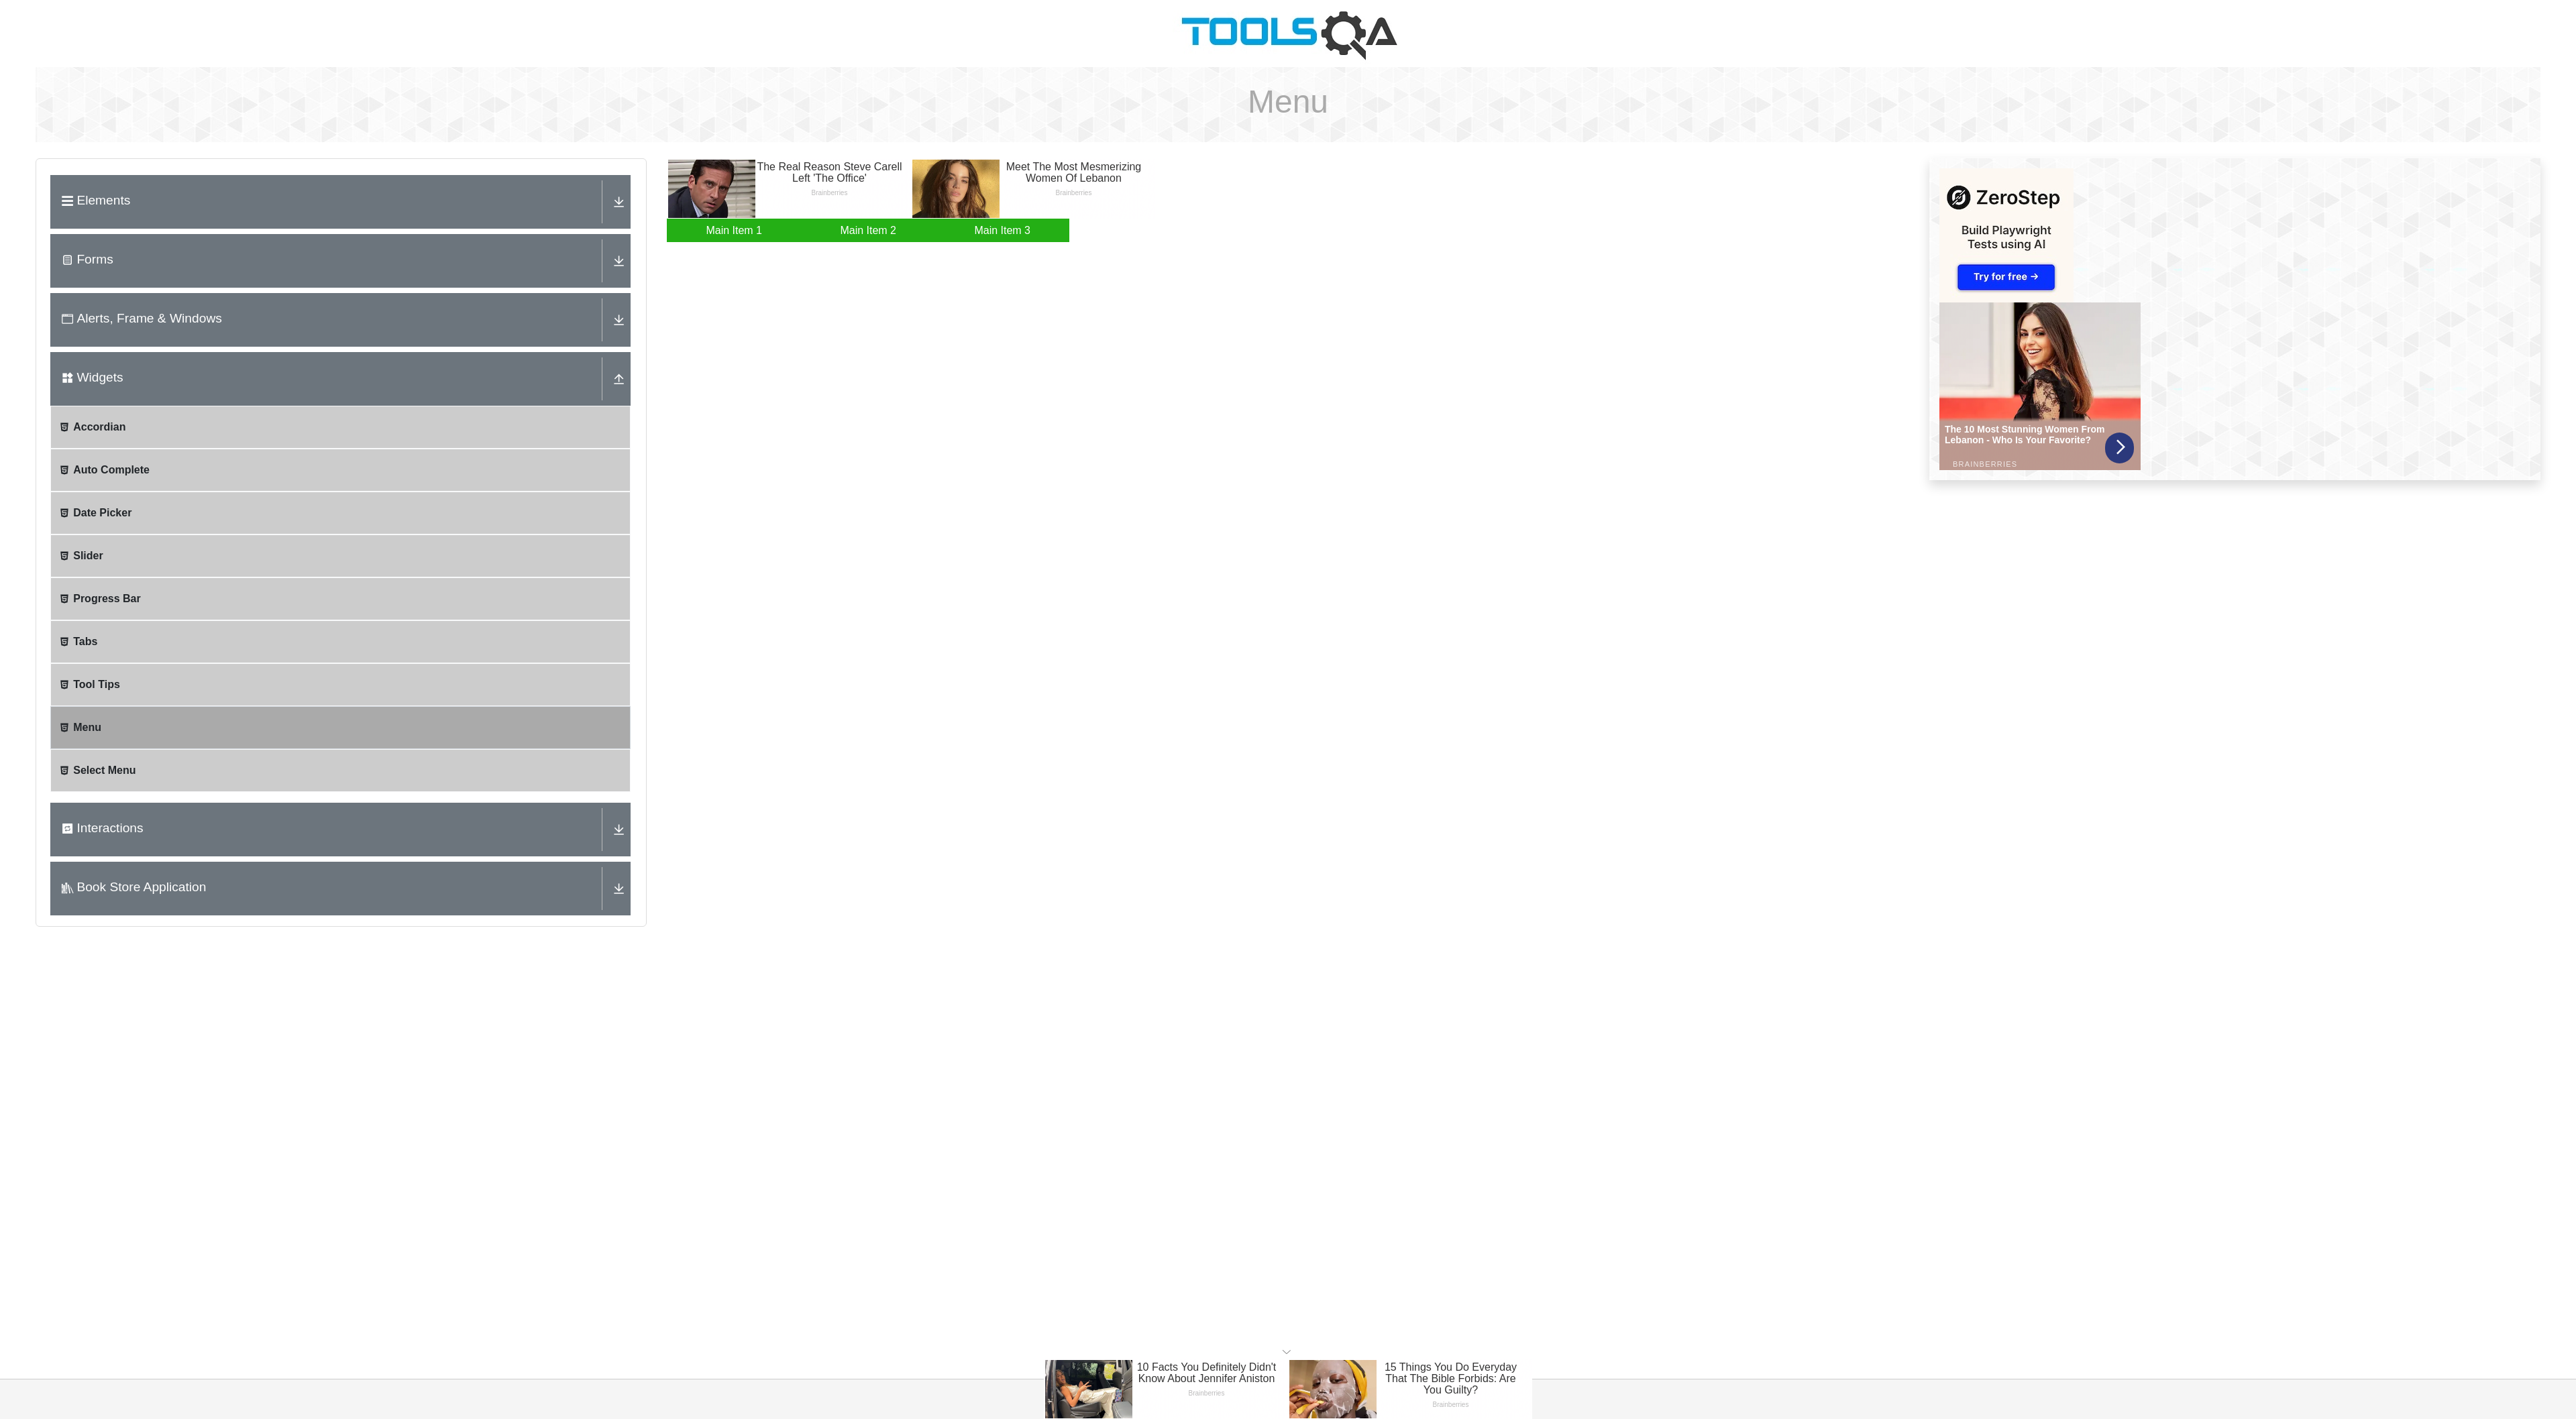 TOOLSQA
Menu
Elements
Forms
Alerts, Frame & Windows
Widgets
Accordian
Auto Complete
Date Picker
Slider
Progress Bar
Tabs
Tool Tips
Menu
Select Menu
Interactions
Book Store Application
The Real Reason Steve Carell
Left 'The Office'
Brainberries
Meet The Most Mesmerizing
Women Of Lebanon
Brainberries
Main Item 1
Main Item 2
Main Item 3
ZeroStep
Build Playwright
Tests using AI
Try for free →
The 10 Most Stunning Women From
Lebanon - Who Is Your Favorite?
BRAINBERRIES
10 Facts You Definitely Didn't
Know About Jennifer Aniston
Brainberries
15 Things You Do Everyday
That The Bible Forbids: Are
You Guilty?
Brainberries